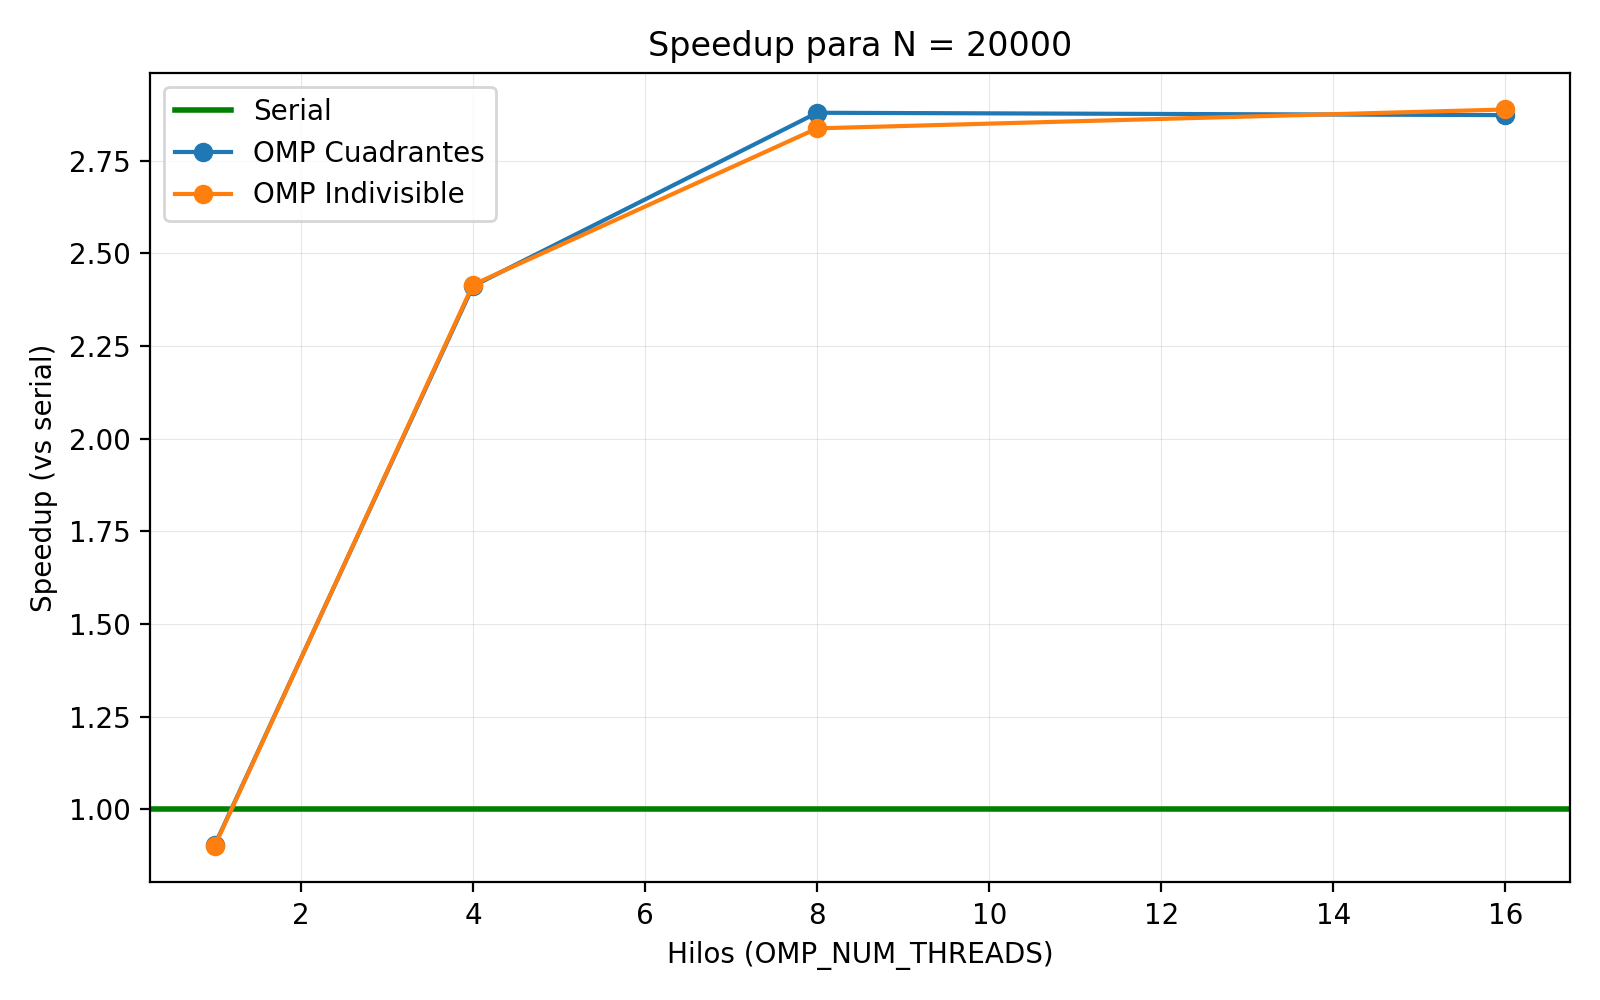 Speedup para N = 20000
Serial
OMP Cuadrantes
OMP Indivisible
Speedup (vs serial)
2.75
2.50
2.25
2.00
1.75
1.50
1.25
1.00
2 4 6 8 10 12 14 16
Hilos (OMP_NUM_THREADS)